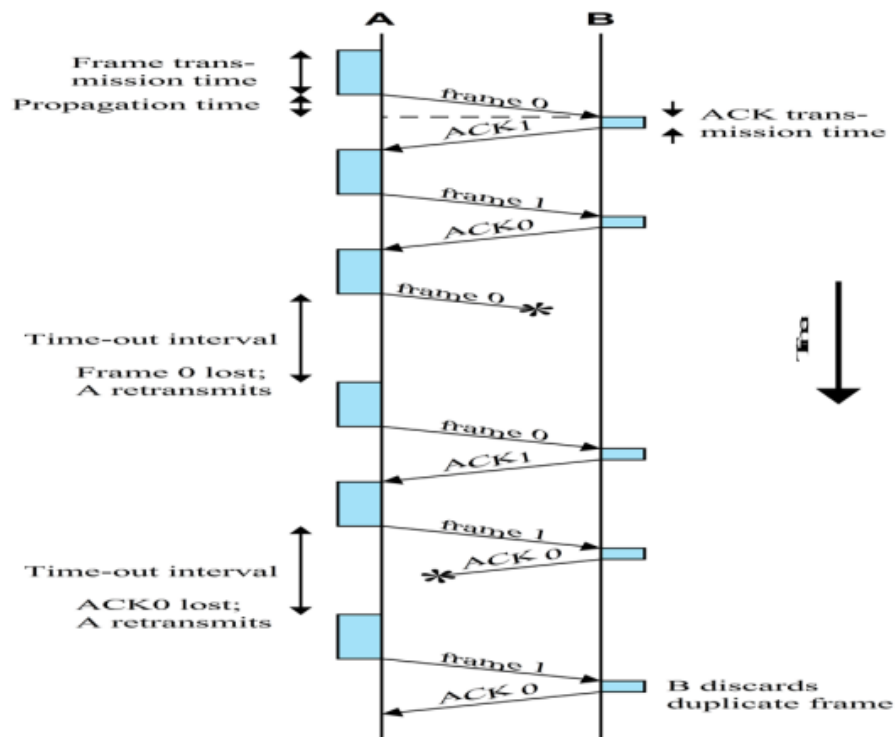 A B
Frame trans-
mission time
Propagation time
frame 0
ACK trans-
mission time
ACK1
frame 1
ACK0
frame 0
Time-out interval
Frame 0 lost;
A retransmits
frame 0
ACK1
frame 1
ACK 0
Time-out interval
ACK0 lost;
A retransmits
frame 1
ACK 0
B discards
duplicate frame